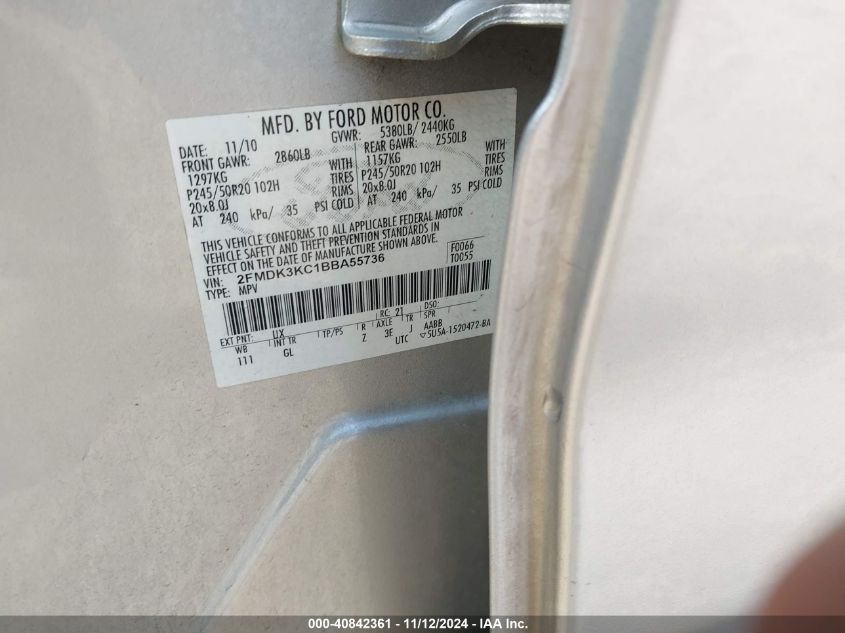 MFD. BY FORD MOTOR CO.
DATE: 11/10 GVWR: 5380LB/ 2440KG
FRONT GAWR: 2860LB REAR GAWR: 2550LB
1297KG WITH 1157KG WITH
P245/50R20 102H TIRES P245/50R20 102H TIRES
20x8.0J RIMS 20x8.0J RIMS
AT 240 kPa/ 35 PSI COLD AT 240 kPa/ 35 PSI COLD
THIS VEHICLE CONFORMS TO ALL APPLICABLE FEDERAL MOTOR
VEHICLE SAFETY AND THEFT PREVENTION STANDARDS IN
EFFECT ON THE DATE OF MANUFACTURE SHOWN ABOVE.
VIN: 2FMDK3KC1BBA55736 F0066
TYPE: MPV T0055
EXT PNT: UX RC: 21 DSO:
WB INT TR TP/PS R AXLE TR SPR
111 GL Z 3E J AABB
UTC ▽5U5A-1520472-BA
000-40842361 - 11/12/2024 - IAA Inc.